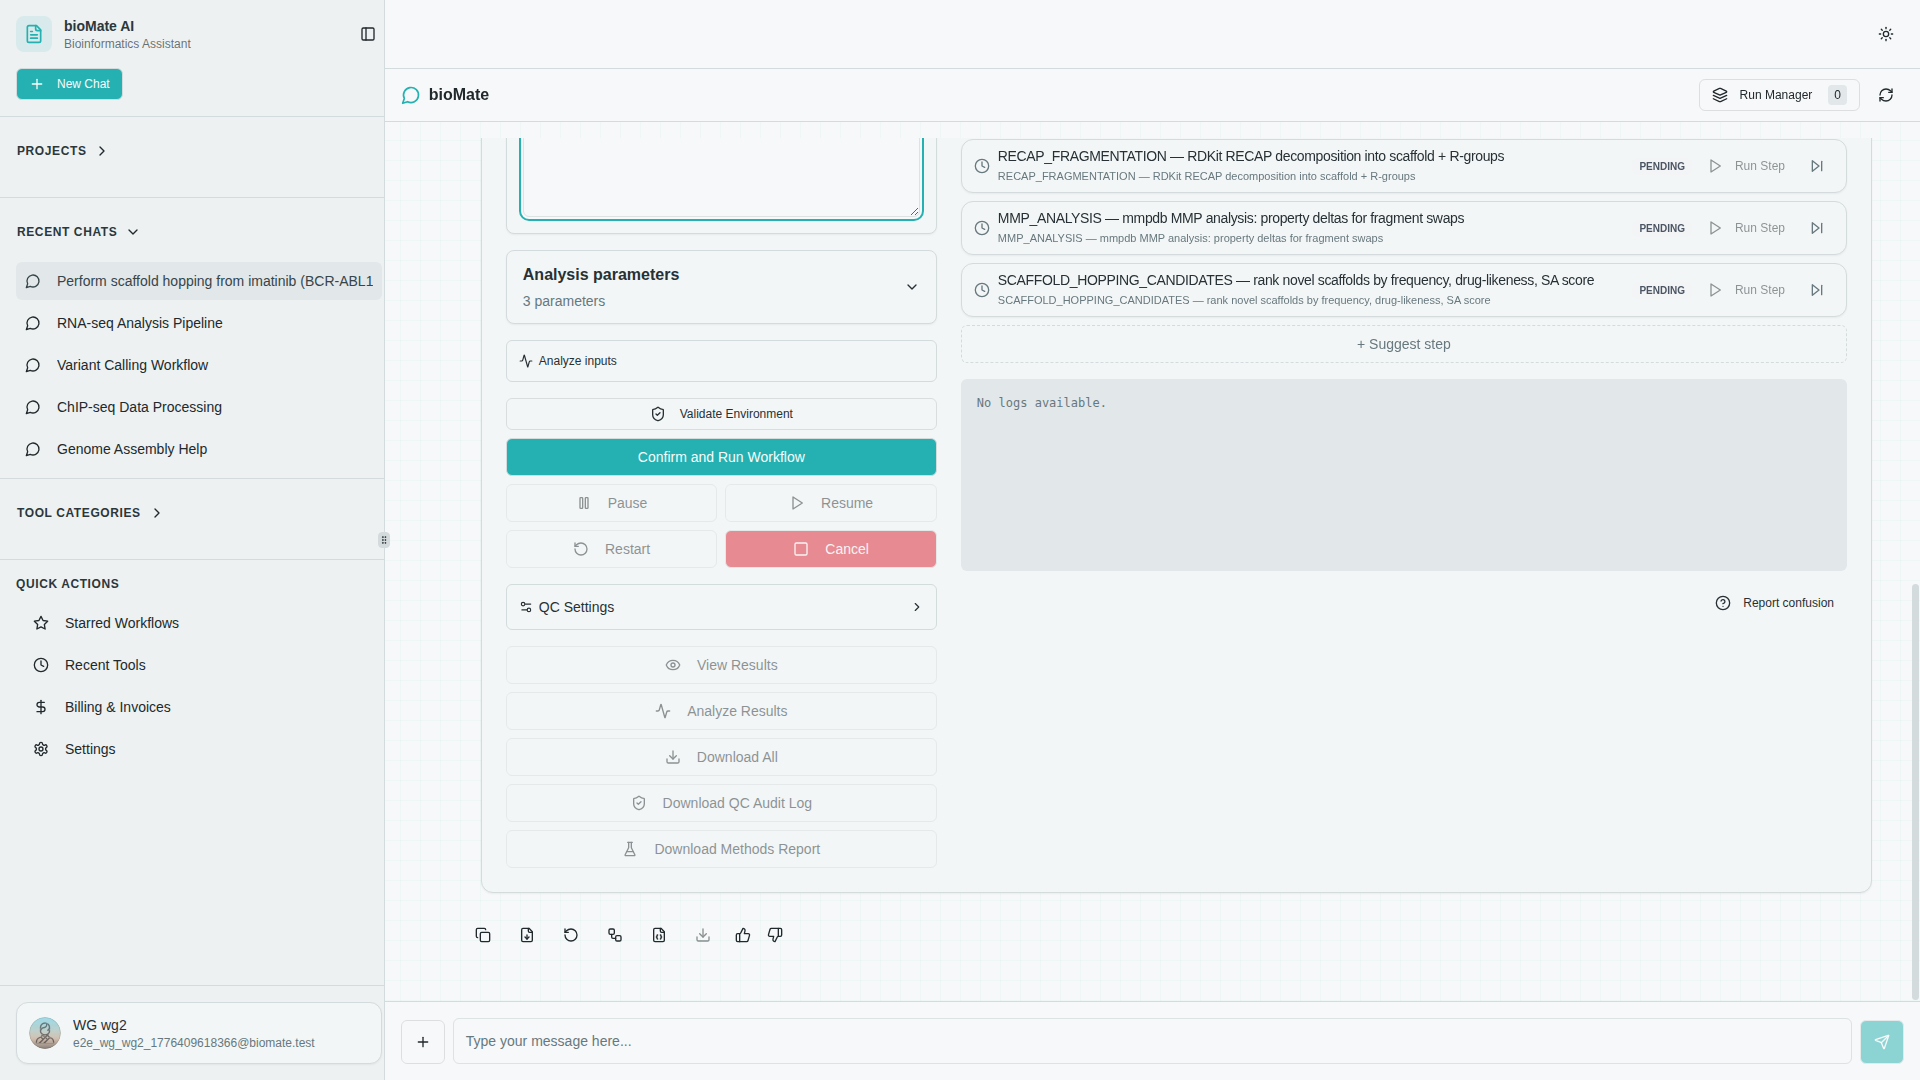 bioMate AI
Bioinformatics Assistant
New Chat
PROJECTS
RECENT CHATS
Perform scaffold hopping from imatinib (BCR-ABL1
RNA-seq Analysis Pipeline
Variant Calling Workflow
ChIP-seq Data Processing
Genome Assembly Help
TOOL CATEGORIES
QUICK ACTIONS
Starred Workflows
Recent Tools
Billing & Invoices
Settings
WG wg2
e2e_wg_wg2_1776409618366@biomate.test
bioMate
Run Manager 0
Analysis parameters
3 parameters
Analyze inputs
Validate Environment
Confirm and Run Workflow
Pause
Resume
Restart
Cancel
QC Settings
View Results
Analyze Results
Download All
Download QC Audit Log
Download Methods Report
RECAP_FRAGMENTATION — RDKit RECAP decomposition into scaffold + R-groups
RECAP_FRAGMENTATION — RDKit RECAP decomposition into scaffold + R-groups
PENDING
Run Step
MMP_ANALYSIS — mmpdb MMP analysis: property deltas for fragment swaps
MMP_ANALYSIS — mmpdb MMP analysis: property deltas for fragment swaps
PENDING
Run Step
SCAFFOLD_HOPPING_CANDIDATES — rank novel scaffolds by frequency, drug-likeness, SA score
SCAFFOLD_HOPPING_CANDIDATES — rank novel scaffolds by frequency, drug-likeness, SA score
PENDING
Run Step
+ Suggest step
No logs available.
Report confusion
Type your message here...